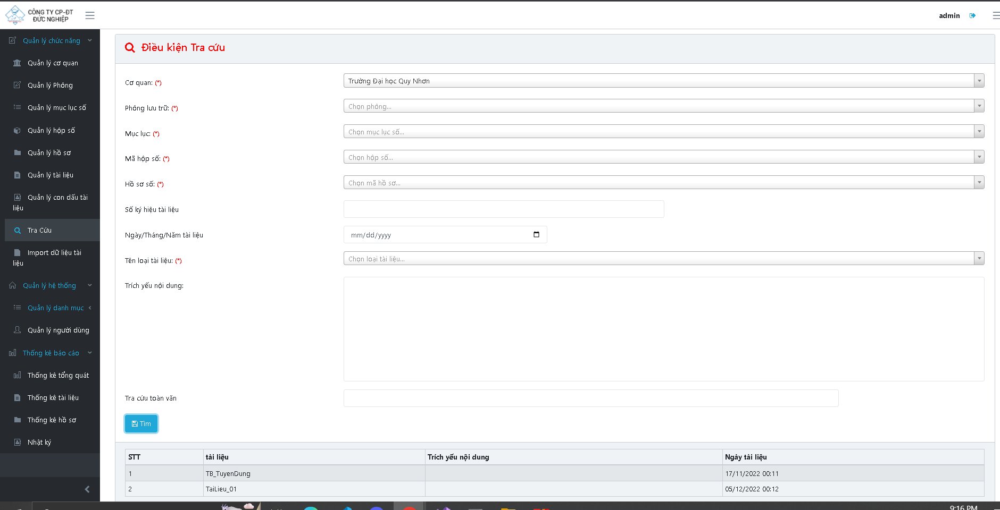 CÔNG TY CP-ĐT
ĐỨC NGHIỆP
admin
Quản lý chức năng
Quản lý cơ quan
Quản lý Phông
Quản lý mục lục số
Quản lý hộp số
Quản lý hồ sơ
Quản lý tài liệu
Quản lý con dấu tài
liệu
Tra Cứu
Import dữ liệu tài
liệu
Quản lý hệ thống
Quản lý danh mục
Quản lý người dùng
Thống kê báo cáo
Thống kê tổng quát
Thống kê tài liệu
Thống kê hồ sơ
Nhật ký
Điều kiện Tra cứu
Cơ quan: (*) Trường Đại học Quy Nhơn
Phông lưu trữ: (*) Chọn phông...
Mục lục: (*) Chọn mục lục số...
Mã hộp số: (*) Chọn hộp số...
Hồ sơ số: (*) Chọn mã hồ sơ...
Số ký hiệu tài liệu
Ngày/Tháng/Năm tài liệu mm/dd/yyyy
Tên loại tài liệu: (*) Chọn loại tài liệu...
Trích yếu nội dung:
Tra cứu toàn văn
Tìm
STT tài liệu Trích yếu nội dung Ngày tài liệu
1 TB_TuyenDung 17/11/2022 00:11
2 TaiLieu_01 05/12/2022 00:12
9:16 PM